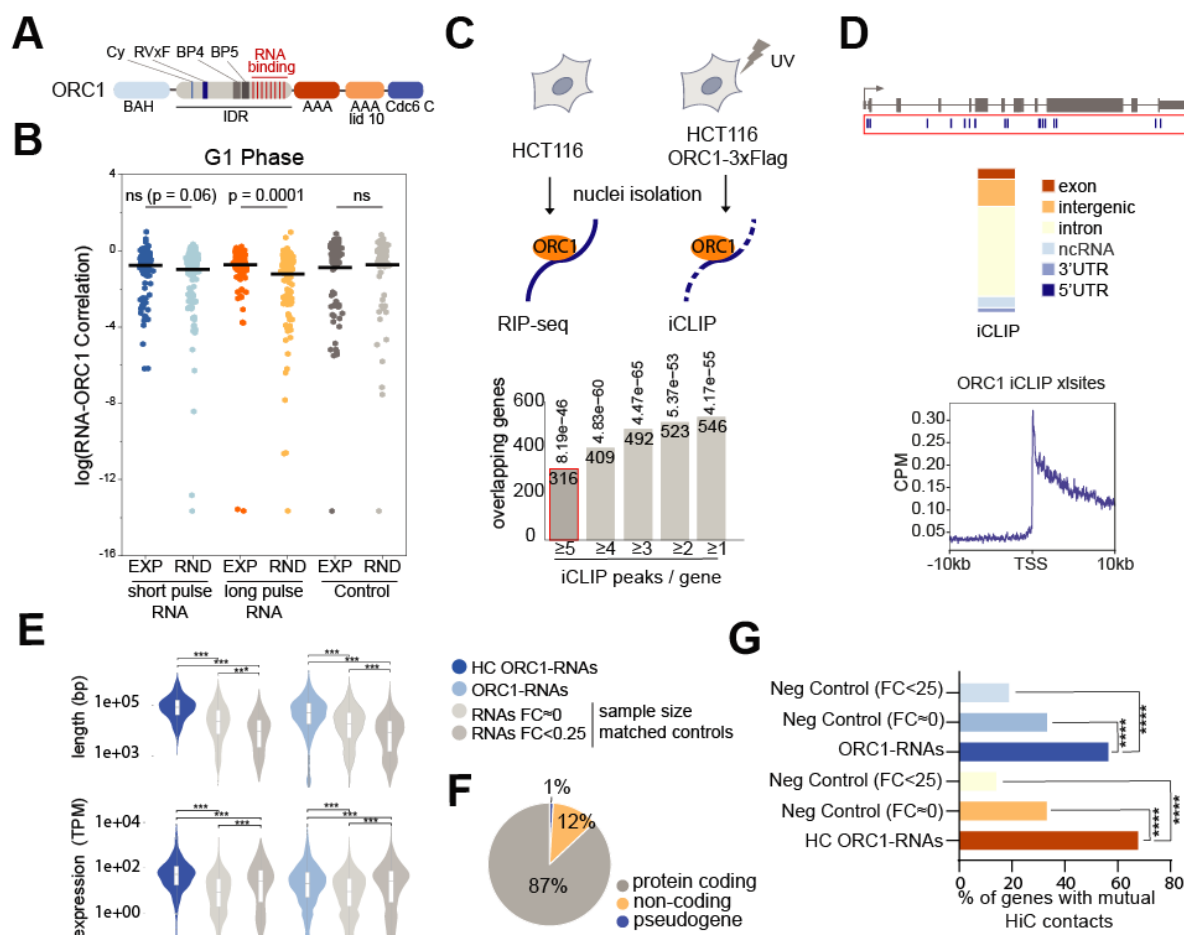 A
Cy RVxF BP4 BP5 RNA binding
ORC1
BAH IDR AAA AAA lid 10 Cdc6 C
B
G1 Phase
ns (p = 0.06) p = 0.0001 ns
log(RNA-ORC1 Correlation)
4
0
-4
-8
-12
-16
EXP RND EXP RND EXP RND
short pulse RNA long pulse RNA Control
C
UV
HCT116
HCT116 ORC1-3xFlag
nuclei isolation
ORC1 ORC1
RIP-seq iCLIP
overlapping genes
600
400
200
0
8.19e−46 4.83e−60 4.47e−65 5.37e−53 4.17e−55
316 409 492 523 546
≥5 ≥4 ≥3 ≥2 ≥1
iCLIP peaks / gene
D
exon
intergenic
intron
ncRNA
3'UTR
5'UTR
iCLIP
ORC1 iCLIP xlsites
CPM
0.30
0.25
0.20
0.15
0.10
0.05
-10kb TSS 10kb
E
length (bp)
1e+05
1e+03
*** *** *** *** *** ***
expression (TPM)
1e+04
1e+02
1e+00
*** *** *** *** *** ***
HC ORC1-RNAs
ORC1-RNAs
RNAs FC≈0
RNAs FC<0.25
sample size
matched controls
F
1%
12%
87%
protein coding
non-coding
pseudogene
G
Neg Control (FC<25)
Neg Control (FC≈0)
ORC1-RNAs
Neg Control (FC<25)
Neg Control (FC≈0)
HC ORC1-RNAs
**** **** **** ****
0 20 40 60 80
% of genes with mutual
HiC contacts